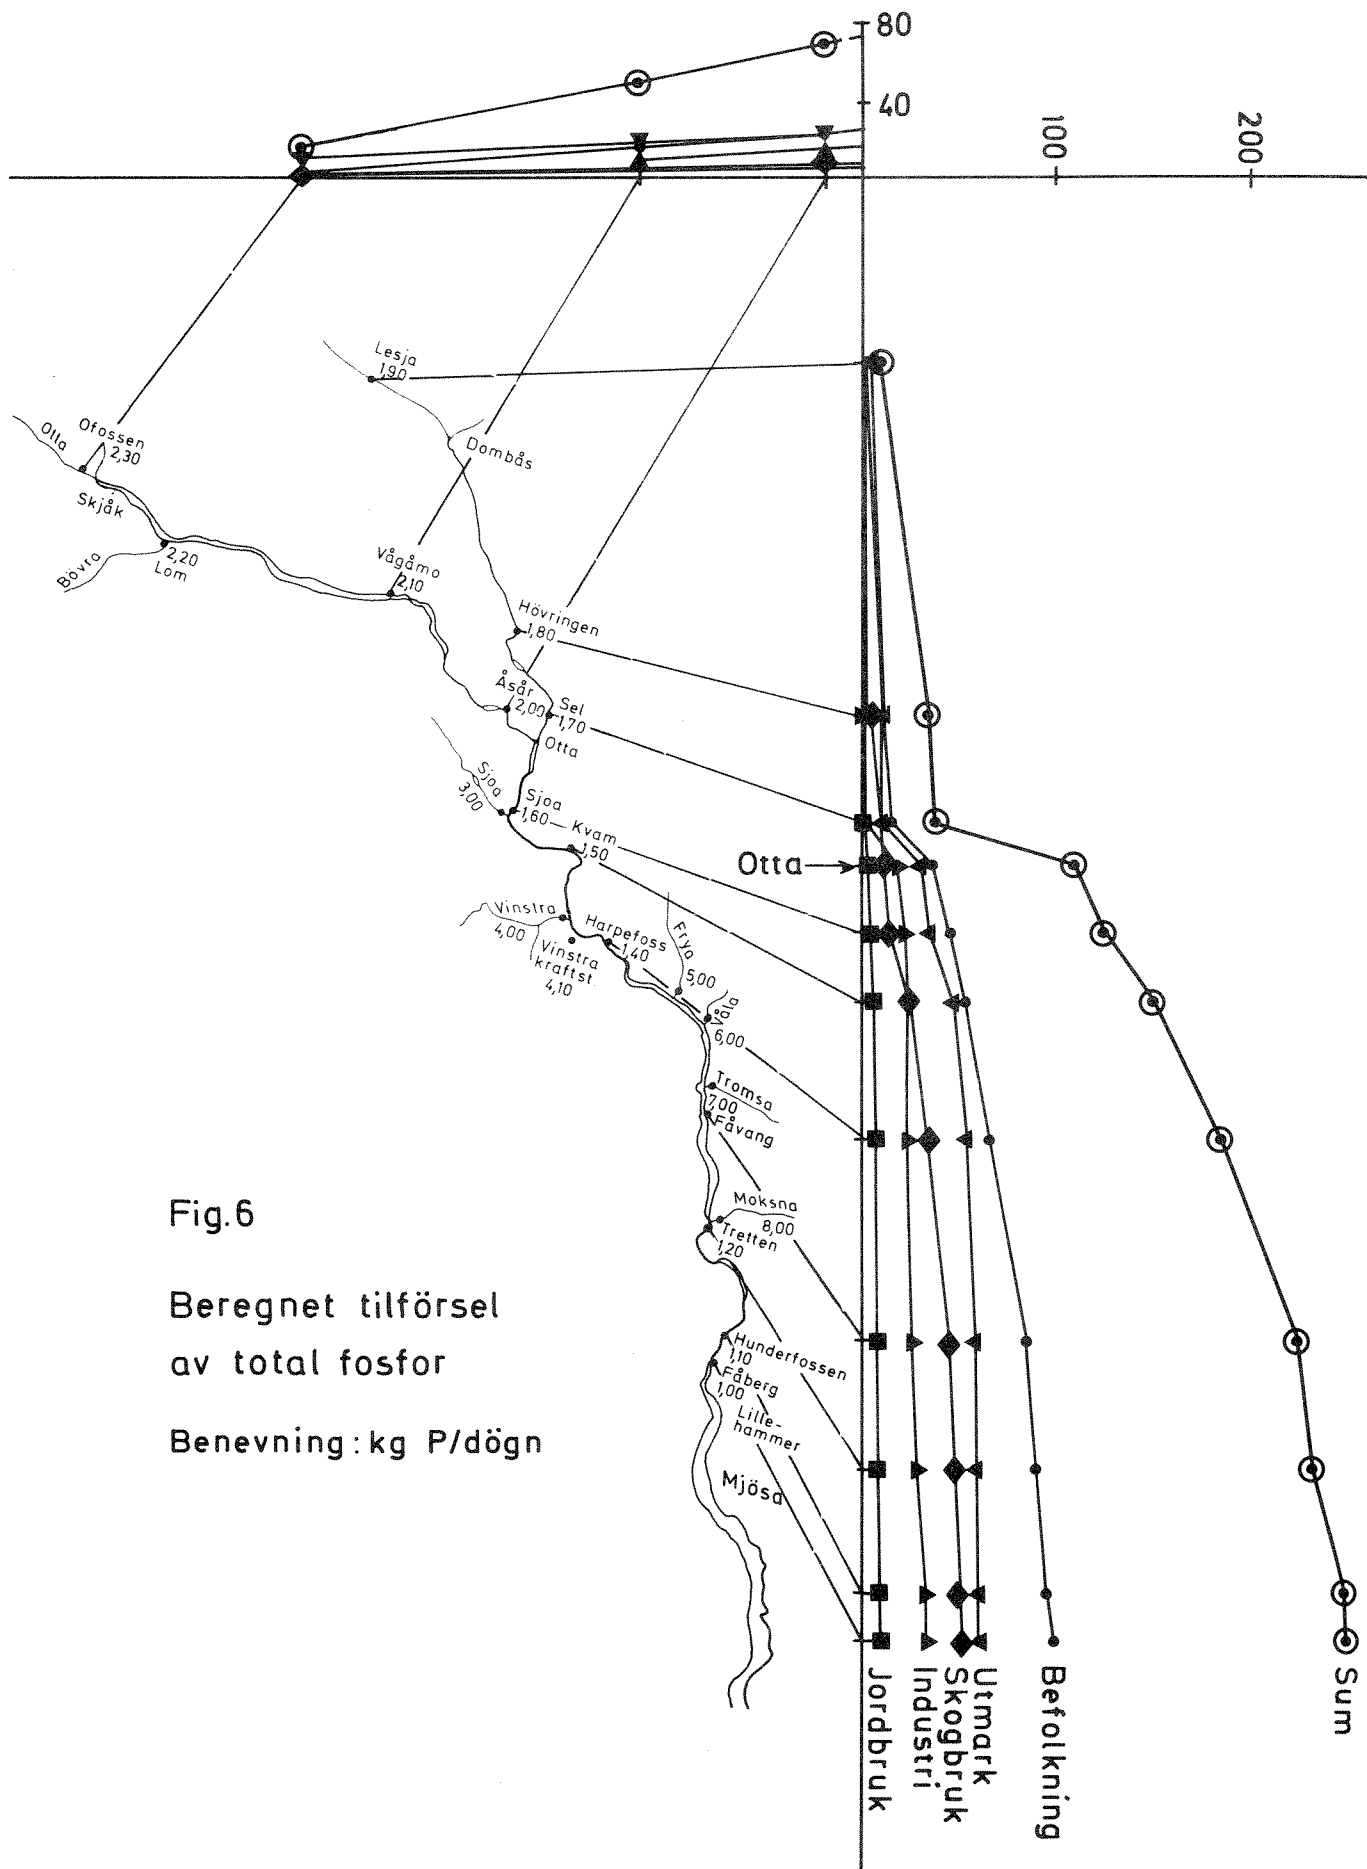 80
40
100
200
Lesja
1,90
Dombås
Otta
Ofossen
2,30
Skjåk
Bövra
2,20
Lom
Vågåmo
2,10
Hövringen
1,80
Åsår
2,00
Sel
1,70
Otta
Sjoa
3,00
Sjoa
1,60
Kvam
1,50
Otta
Vinstra
4,00
Vinstra
kraftst.
4,10
Harpefoss
1,40
Frya
5,00
Våla
6,00
Tromsa
7,00
Fåvang
Moksna
8,00
Tretten
1,20
Hunderfossen
1,10
Fåberg
1,00
Lille-
hammer
Mjösa
Fig.6
Beregnet tilförsel
av total fosfor
Benevning: kg P/dögn
Jordbruk
Industri
Skogbruk
Utmark
Befolkning
Sum